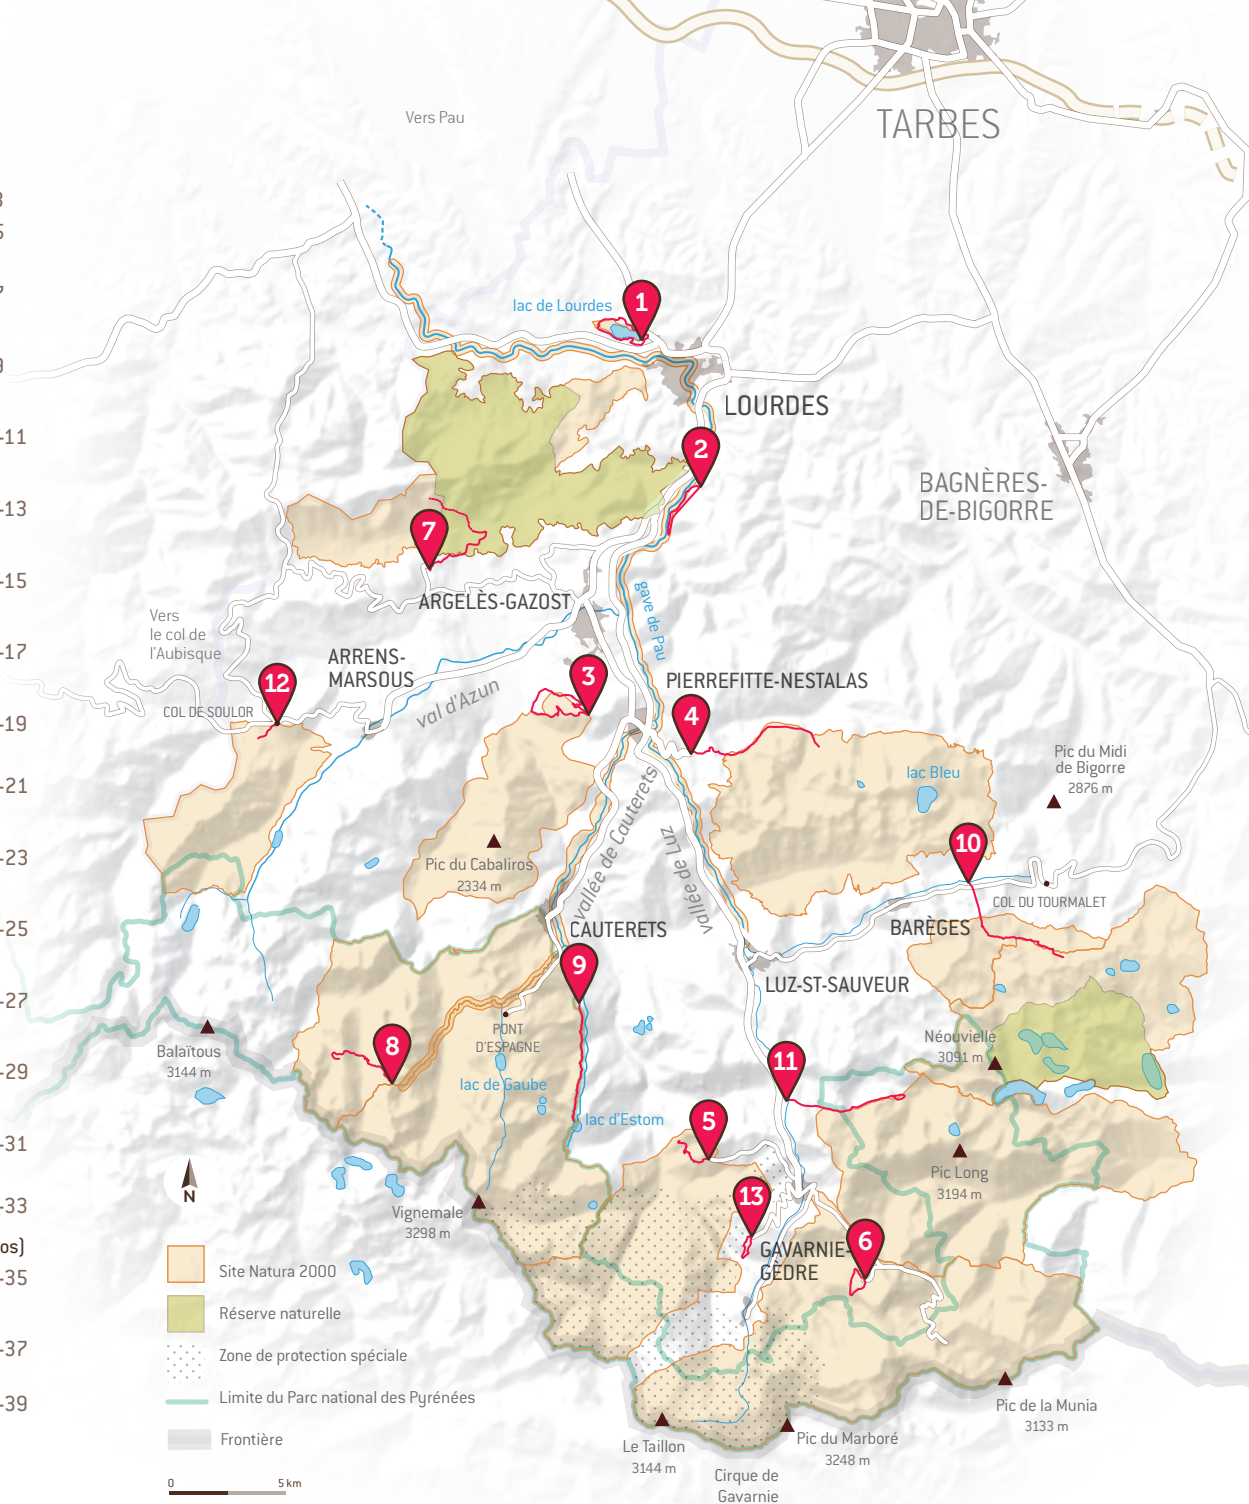 TARBES
Vers Pau
lac de Lourdes
1
LOURDES
2
BAGNÈRES-
DE-BIGORRE
7
ARGELÈS-GAZOST
gave de Pau
Vers
le col de
l'Aubisque
ARRENS-
MARSOUS
12
COL DE SOULOR
val d'Azun
3
PIERREFITTE-NESTALAS
4
Pic du Midi
de Bigorre
2876 m
lac Bleu
vallée de Cauterets
vallée de Luz
Pic du Cabaliros
2334 m
10
COL DU TOURMALET
BARÈGES
CAUTERETS
9
LUZ-ST-SAUVEUR
PONT
D'ESPAGNE
8
Balaïtous
3144 m
Néouvielle
3091 m
lac de Gaube
11
lac d'Estom
5
Pic Long
3194 m
N
Vignemale
3298 m
13
GAVARNIE-
GÈDRE
6
Site Natura 2000
Réserve naturelle
Zone de protection spéciale
Limite du Parc national des Pyrénées
Frontière
0 5 km
Le Taillon
3144 m
Cirque de
Gavarnie
Pic du Marboré
3248 m
Pic de la Munia
3133 m
9
-11
-13
-15
-17
-19
-21
-23
-25
-27
-29
-31
-33
os)
-35
-37
-39